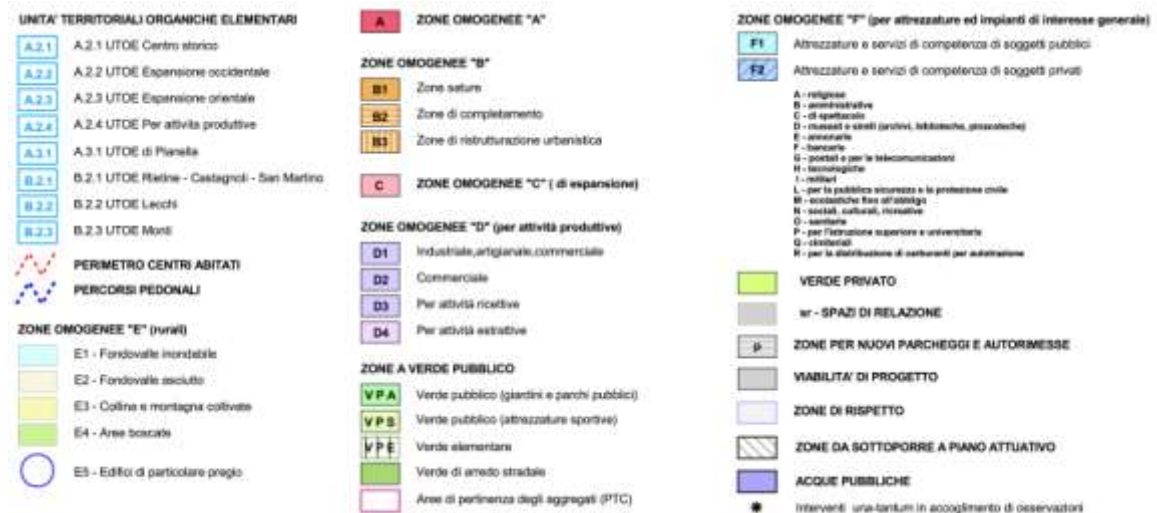 UNITA' TERRITORIALI ORGANICHE ELEMENTARI
A.2.1 A.2.1 UTOE Centro storico
A.2.2 A.2.2 UTOE Espansione occidentale
A.2.3 A.2.3 UTOE Espansione orientale
A.2.4 A.2.4 UTOE Per attivita produttive
A.3.1 A.3.1 UTOE di Pianella
B.2.1 B.2.1 UTOE Rietine - Castagnoli - San Martino
B.2.2 B.2.2 UTOE Lecchi
B.2.3 B.2.3 UTOE Monti
PERIMETRO CENTRI ABITATI
PERCORSI PEDONALI
ZONE OMOGENEE "E" (rurali)
E1 - Fondovalle inondabile
E2 - Fondovalle asciutto
E3 - Collina e montagna coltivate
E4 - Aree boscate
E5 - Edifici di particolare pregio
A ZONE OMOGENEE "A"
ZONE OMOGENEE "B"
B1 Zone sature
B2 Zone di completamento
B3 Zone di ristrutturazione urbanistica
C ZONE OMOGENEE "C" ( di espansione)
ZONE OMOGENEE "D" (per attività produttive)
D1 Industriale,artigianale,commerciale
D2 Commerciale
D3 Per attività ricettive
D4 Per attività estrattive
ZONE A VERDE PUBBLICO
V P A Verde pubblico (giardini e parchi pubblici)
V P S Verde pubblico (attrezzature sportive)
V P E Verde elementare
Verde di arredo stradale
Aree di pertinenza degli aggregati (PTC)
ZONE OMOGENEE "F" (per attrezzature ed impianti di interesse generale)
F1 Attrezzature e servizi di competenza di soggetti pubblici
F2 Attrezzature e servizi di competenza di soggetti privati
A - religiose
B - amministrative
C - di spettacolo
D - museali e simili (archivi, biblioteche, pinacoteche)
E - annonarie
F - bancarie
G - postali e per le telecomunicazioni
H - tecnologiche
I - militari
L - per la pubblica sicurezza e la protezione civile
M - scolastiche fino all'obbligo
N - sociali, culturali, ricreative
O - sanitarie
P - per l'istruzione superiore e universitaria
Q - cimiteriali
R - per la distribuzione di carburanti per autotrazione
VERDE PRIVATO
sr - SPAZI DI RELAZIONE
p ZONE PER NUOVI PARCHEGGI E AUTORIMESSE
VIABILITA' DI PROGETTO
ZONE DI RISPETTO
ZONE DA SOTTOPORRE A PIANO ATTUATIVO
ACQUE PUBBLICHE
Interventi una-tantum in accoglimento di osservazioni